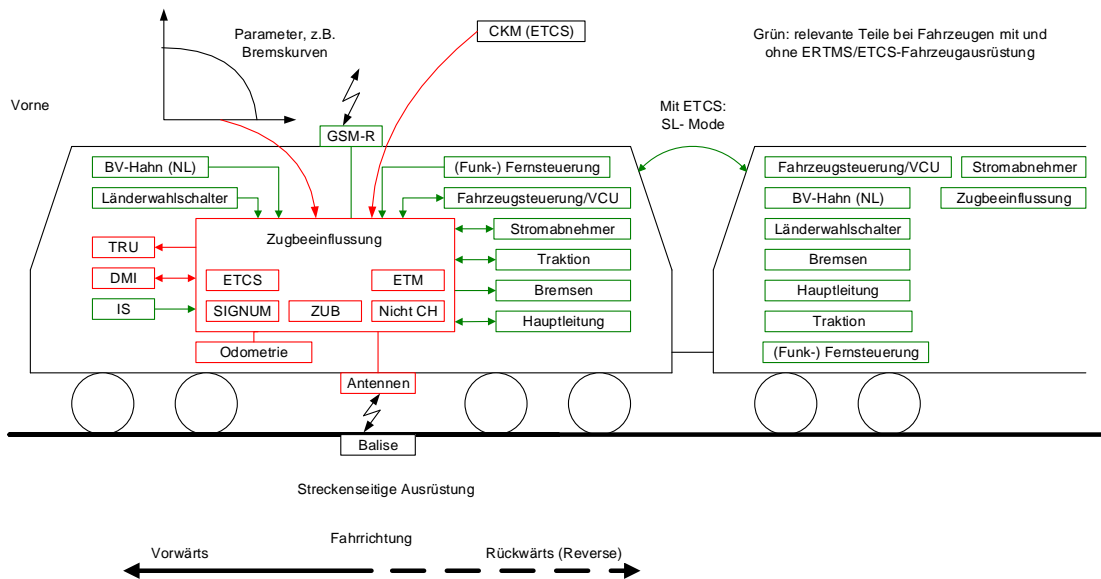 Parameter, z.B.
Bremskurven
CKM (ETCS)
Grün: relevante Teile bei Fahrzeugen mit und
ohne ERTMS/ETCS-Fahrzeugausrüstung
Vorne
Mit ETCS:
SL- Mode
GSM-R
BV-Hahn (NL)
Länderwahlschalter
(Funk-) Fernsteuerung
Fahrzeugsteuerung/VCU
Zugbeeinflussung
TRU
DMI
IS
ETCS
ETM
SIGNUM
ZUB
Nicht CH
Odometrie
Stromabnehmer
Traktion
Bremsen
Hauptleitung
Antennen
Balise
Fahrzeugsteuerung/VCU
Stromabnehmer
BV-Hahn (NL)
Zugbeeinflussung
Länderwahlschalter
Bremsen
Hauptleitung
Traktion
(Funk-) Fernsteuerung
Streckenseitige Ausrüstung
Fahrrichtung
Vorwärts
Rückwärts (Reverse)